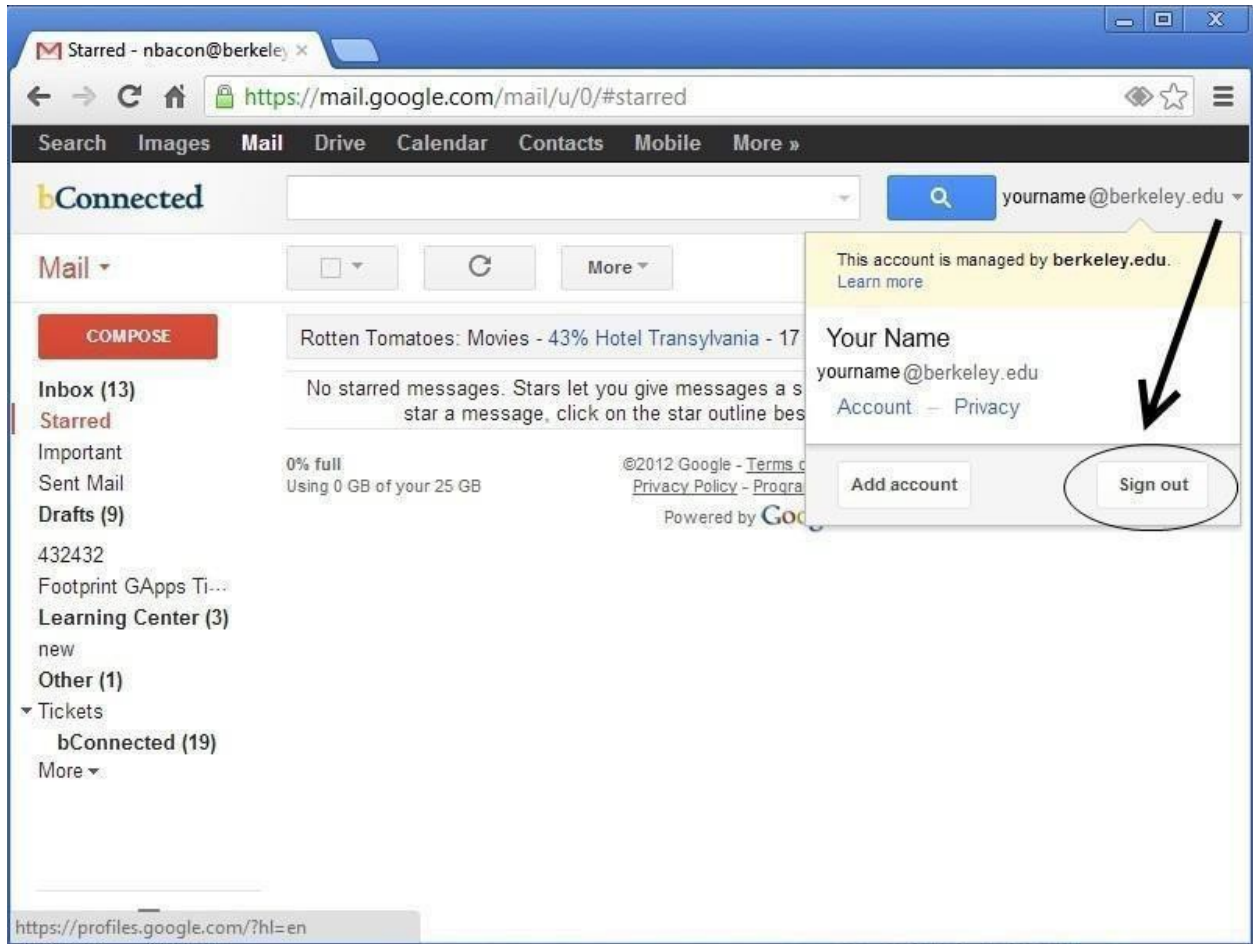 Starred - nbacon@berkeley
https://mail.google.com/mail/u/0/#starred
Search Images Mail Drive Calendar Contacts Mobile More »
bConnected
yourname@berkeley.edu
Mail
More
This account is managed by berkeley.edu.
Learn more
COMPOSE
Rotten Tomatoes: Movies - 43% Hotel Transylvania - 17
Your Name
yourname@berkeley.edu
Account – Privacy
No starred messages. Stars let you give messages a s
star a message, click on the star outline bes
Inbox (13)
Starred
Important
Sent Mail
Drafts (9)
432432
Footprint GApps Ti...
Learning Center (3)
new
Other (1)
Tickets
bConnected (19)
More
0% full
Using 0 GB of your 25 GB
©2012 Google - Terms
Privacy Policy - Progra
Powered by
Add account
Sign out
https://profiles.google.com/?hl=en